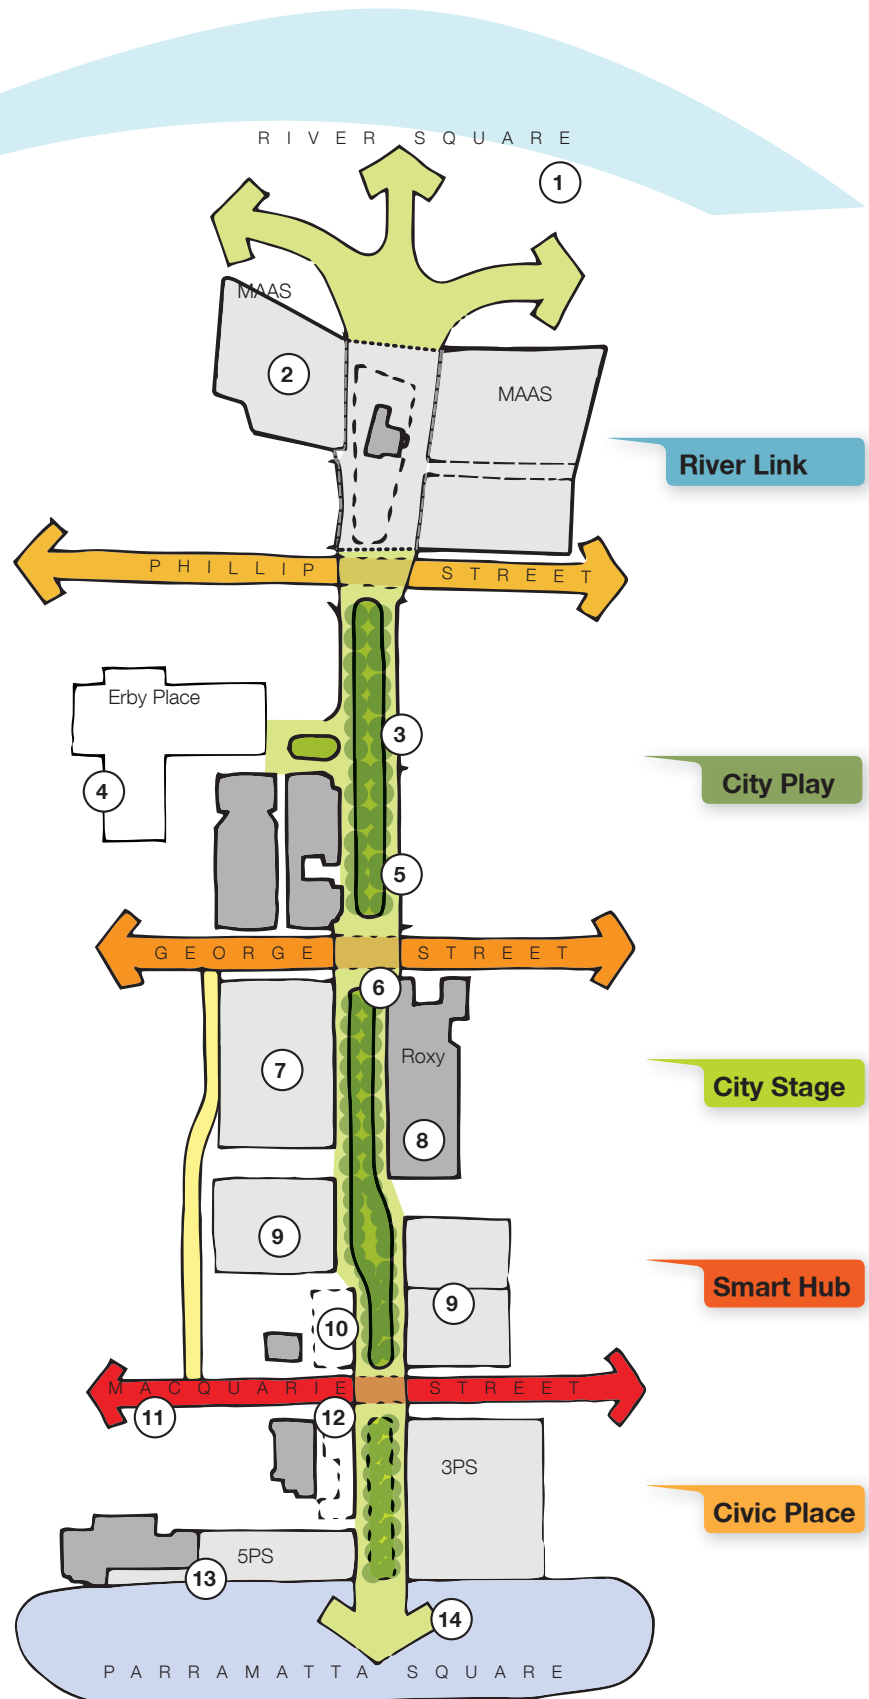 RIVER SQUARE
1
MAAS
2
MAAS
River Link
PHILLIP STREET
Erby Place
3
4
City Play
5
GEORGE STREET
6
Roxy
7
City Stage
8
9
Smart Hub
9
10
MACQUARIE STREET
11
12
3PS
Civic Place
5PS
13
14
PARRAMATTA SQUARE